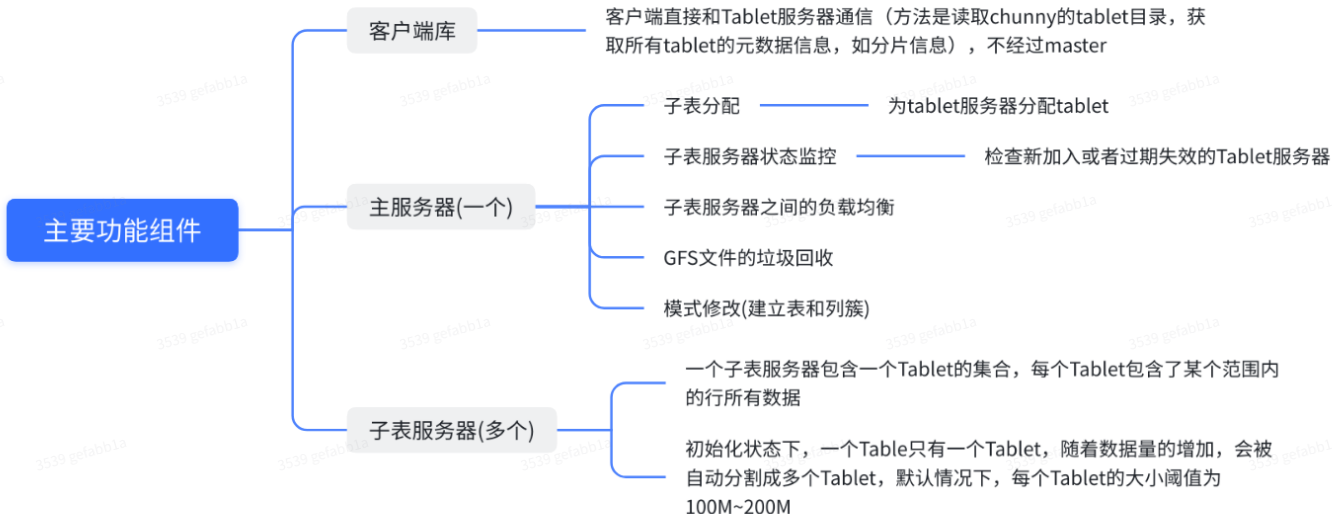 客户端库
客户端直接和Tablet服务器通信（方法是读取chunny的tablet目录，获
取所有tablet的元数据信息，如分片信息），不经过master
子表分配
为tablet服务器分配tablet
子表服务器状态监控
检查新加入或者过期失效的Tablet服务器
主要功能组件
主服务器(一个)
子表服务器之间的负载均衡
GFS文件的垃圾回收
模式修改(建立表和列簇)
子表服务器(多个)
一个子表服务器包含一个Tablet的集合，每个Tablet包含了某个范围内
的行所有数据
初始化状态下，一个Table只有一个Tablet，随着数据量的增加，会被
自动分割成多个Tablet，默认情况下，每个Tablet的大小阈值为
100M~200M
3539 gefabb1a